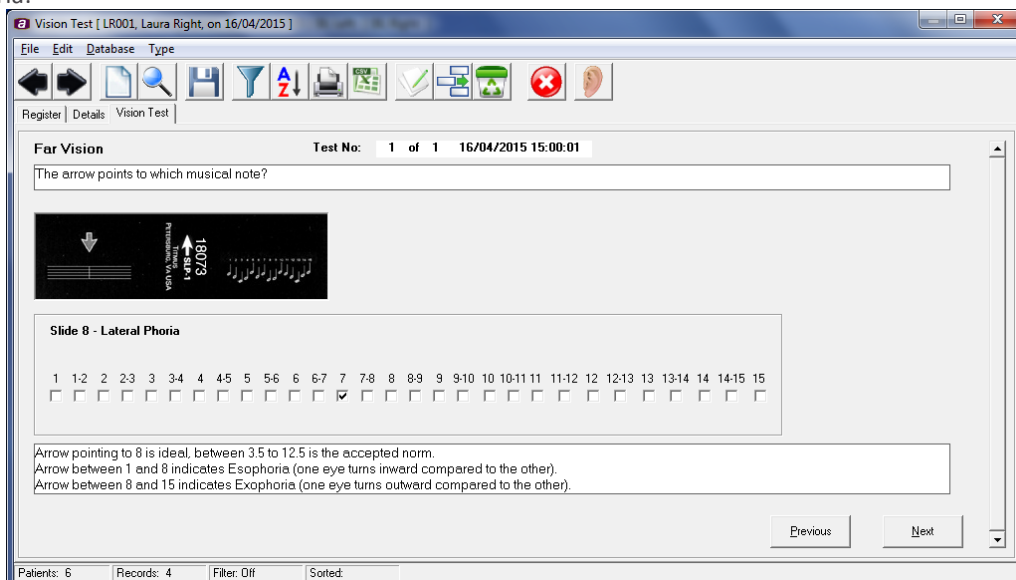 Vision Test [ LR001, Laura Right, on 16/04/2015 ]
File Edit Database Type
A Z
CSV
Register Details Vision Test
Far Vision Test No: 1 of 1 16/04/2015 15:00:01
The arrow points to which musical note?
18073
SLP-1
TITMUS
PETERSBURG, VA USA
Slide 8 - Lateral Phoria
1 1-2 2 2-3 3 3-4 4 4-5 5 5-6 6 6-7 7 7-8 8 8-9 9 9-10 10 10-11 11 11-12 12 12-13 13 13-14 14 14-15 15
Arrow pointing to 8 is ideal, between 3.5 to 12.5 is the accepted norm.
Arrow between 1 and 8 indicates Esophoria (one eye turns inward compared to the other).
Arrow between 8 and 15 indicates Exophoria (one eye turns outward compared to the other).
Previous Next
Patients: 6 Records: 4 Filter: Off Sorted: